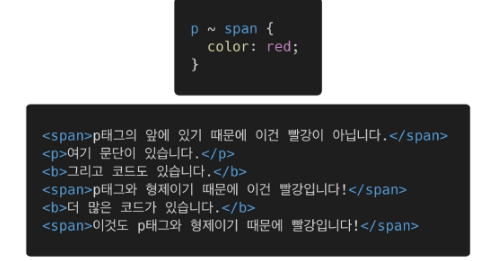 p ~ span {
  color: red;
}
<span>p태그의 앞에 있기 때문에 이건 빨강이 아닙니다.</span>
<p>여기 문단이 있습니다.</p>
<b>그리고 코드도 있습니다.</b>
<span>p태그와 형제이기 때문에 이건 빨강입니다!</span>
<b>더 많은 코드가 있습니다.</b>
<span>이것도 p태그와 형제이기 때문에 빨강입니다!</span>